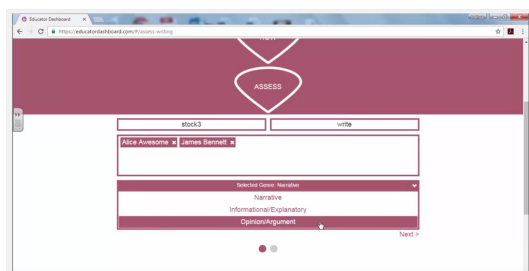 Educator Dashboard
https://educatordashboard.com/#/assess-writing
ASSESS
stock3
write
Alice Awesome × James Bennett ×
Selected Genre: Narrative
Narrative
Informational/Explanatory
Opinion/Argument
Next >